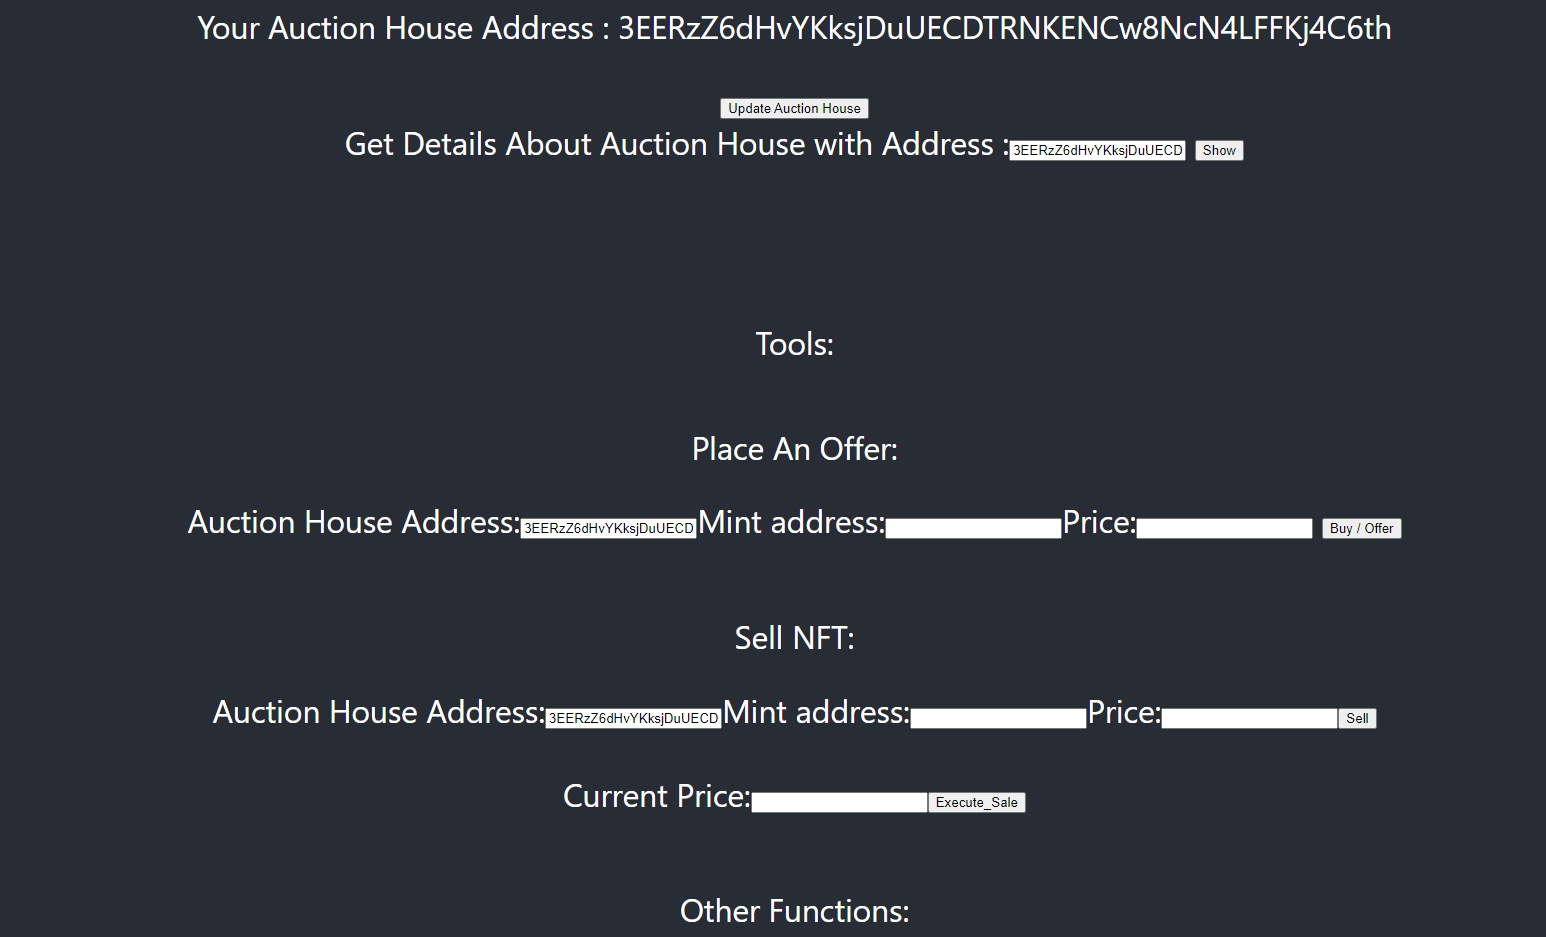 Your Auction House Address : 3EERzZ6dHvYKksjDuUECDTRNKENCw8NcN4LFFKj4C6th
Update Auction House
Get Details About Auction House with Address :3EERzZ6dHvYKksjDuUECD Show
Tools:
Place An Offer:
Auction House Address:3EERzZ6dHvYKksjDuUECD Mint address: Price: Buy / Offer
Sell NFT:
Auction House Address:3EERzZ6dHvYKksjDuUECD Mint address: Price: Sell
Current Price: Execute_Sale
Other Functions: